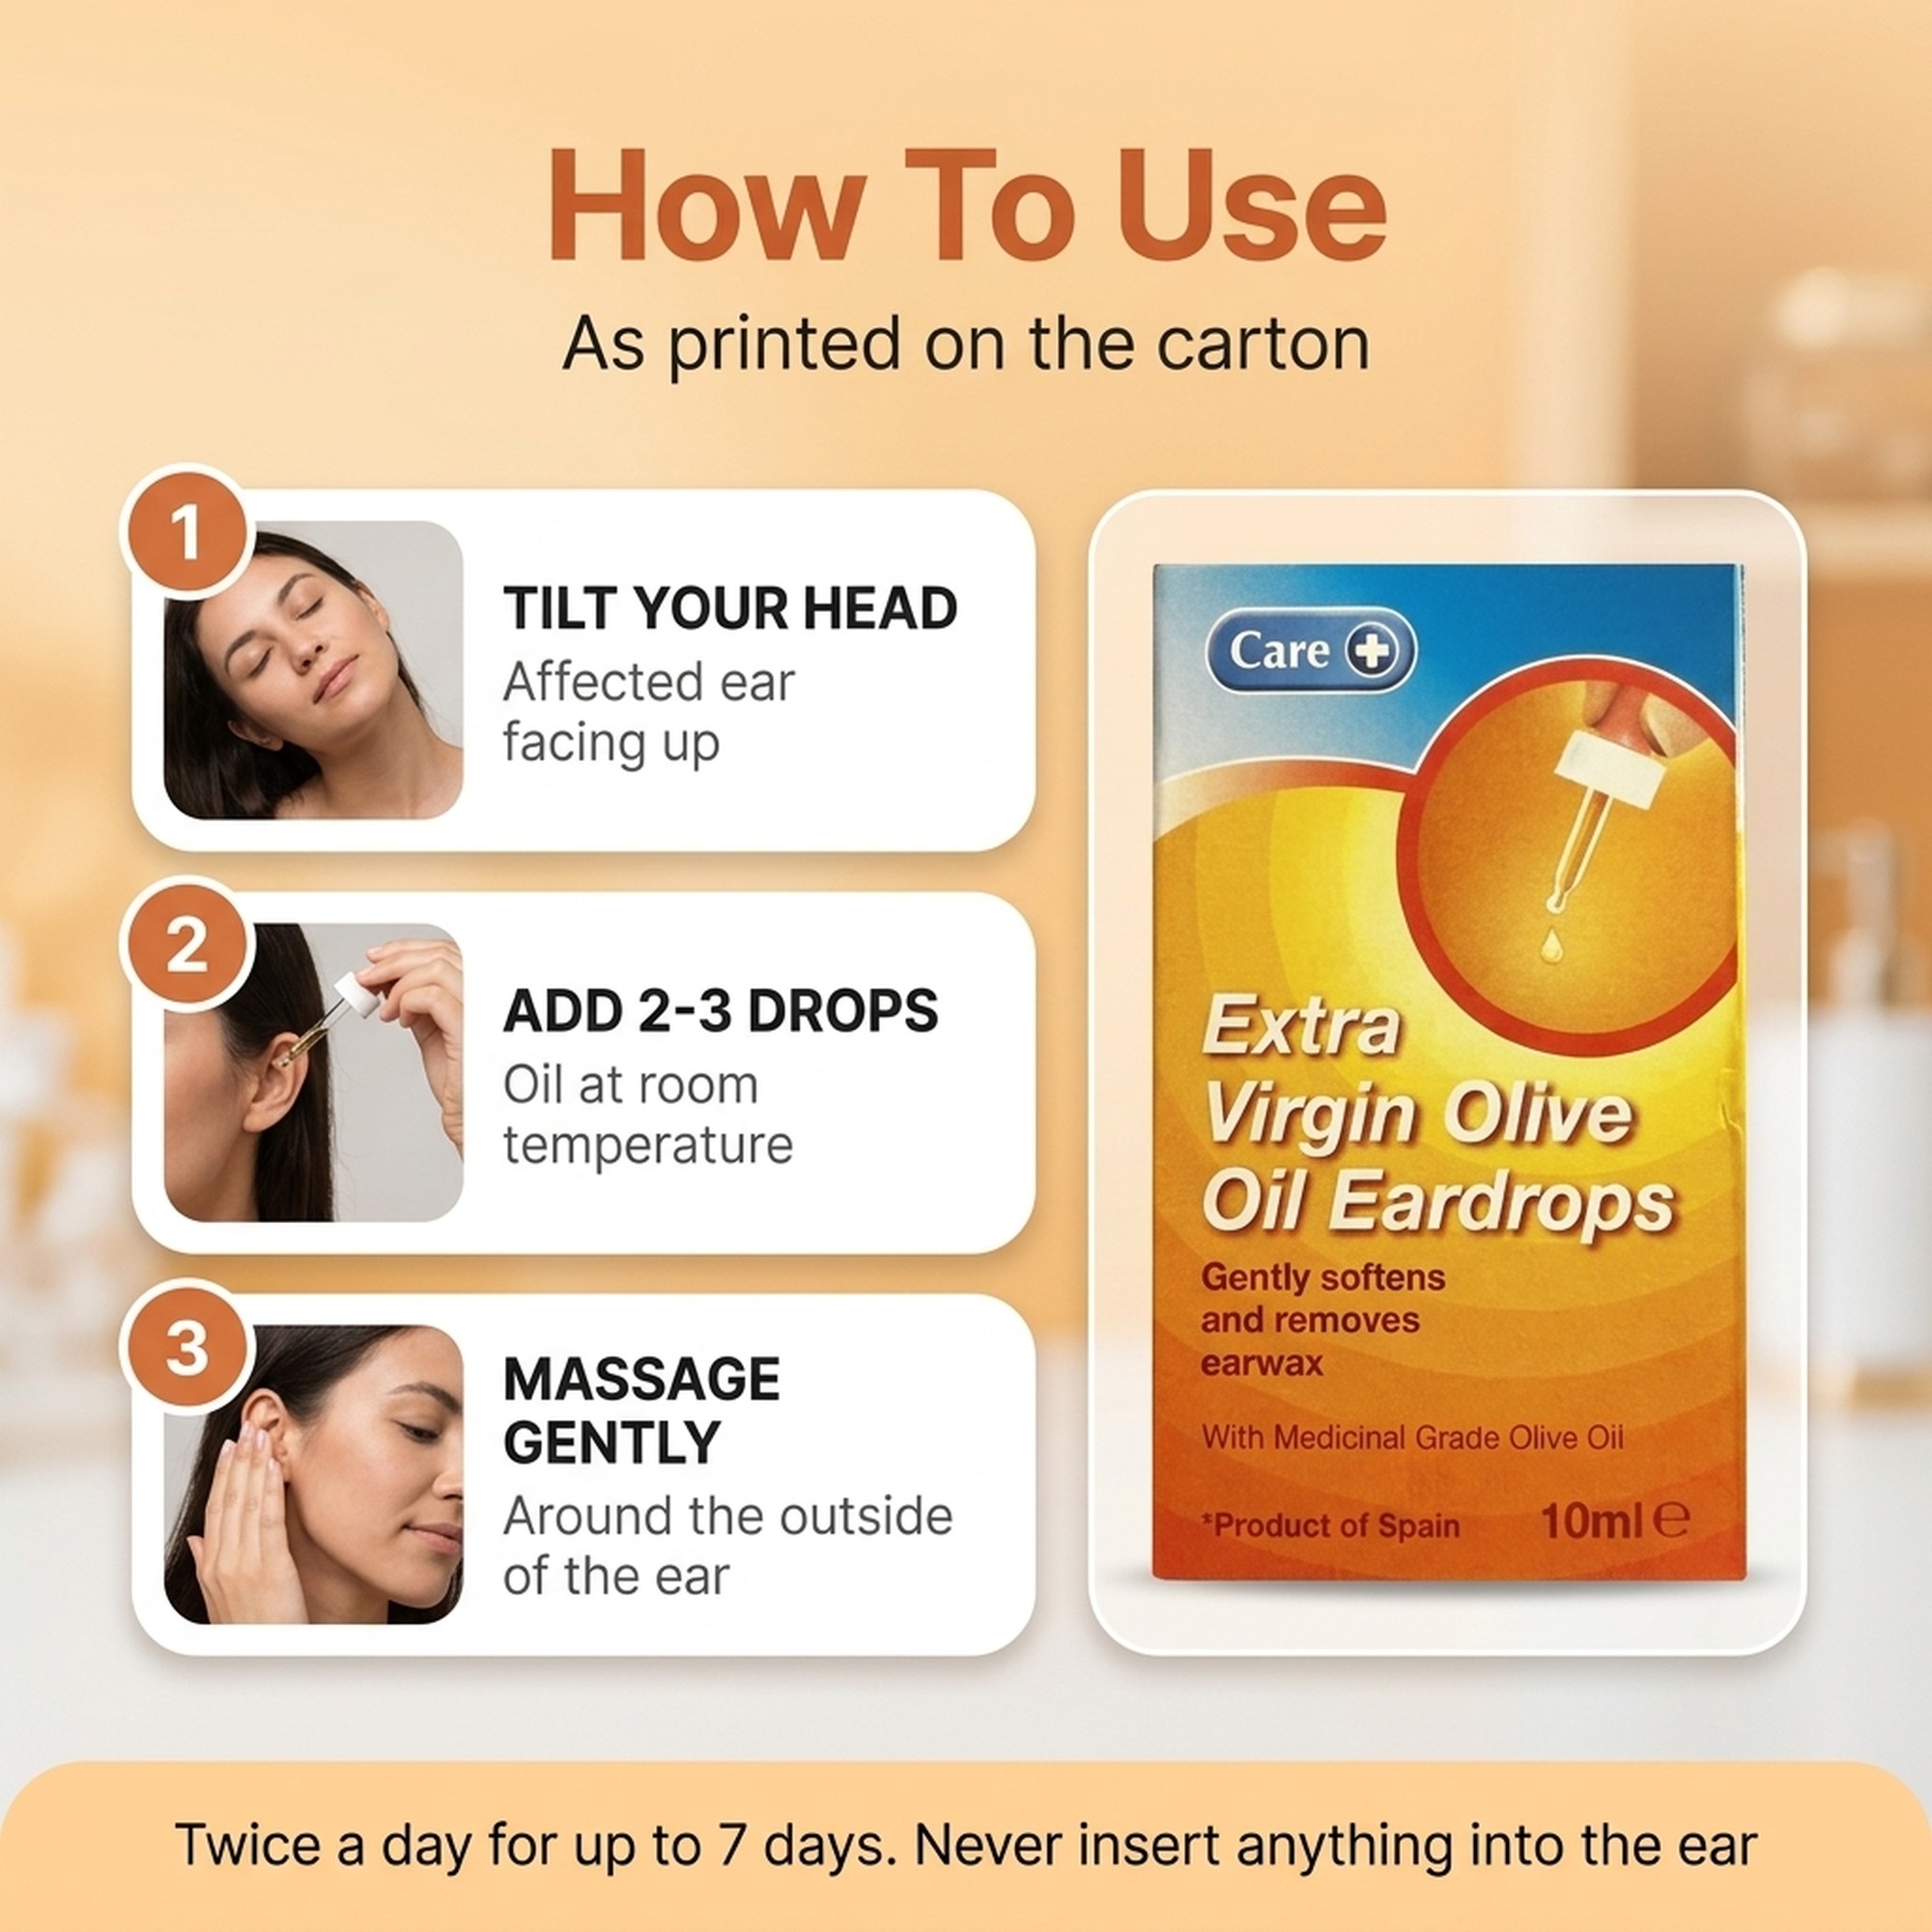 How To Use
As printed on the carton
1
TILT YOUR HEAD
Affected ear
facing up
2
ADD 2-3 DROPS
Oil at room
temperature
3
MASSAGE
GENTLY
Around the outside
of the ear
Care
Extra
Virgin Olive
Oil Eardrops
Gently softens
and removes
earwax
With Medicinal Grade Olive Oil
*Product of Spain 10ml ℮
Twice a day for up to 7 days. Never insert anything into the ear